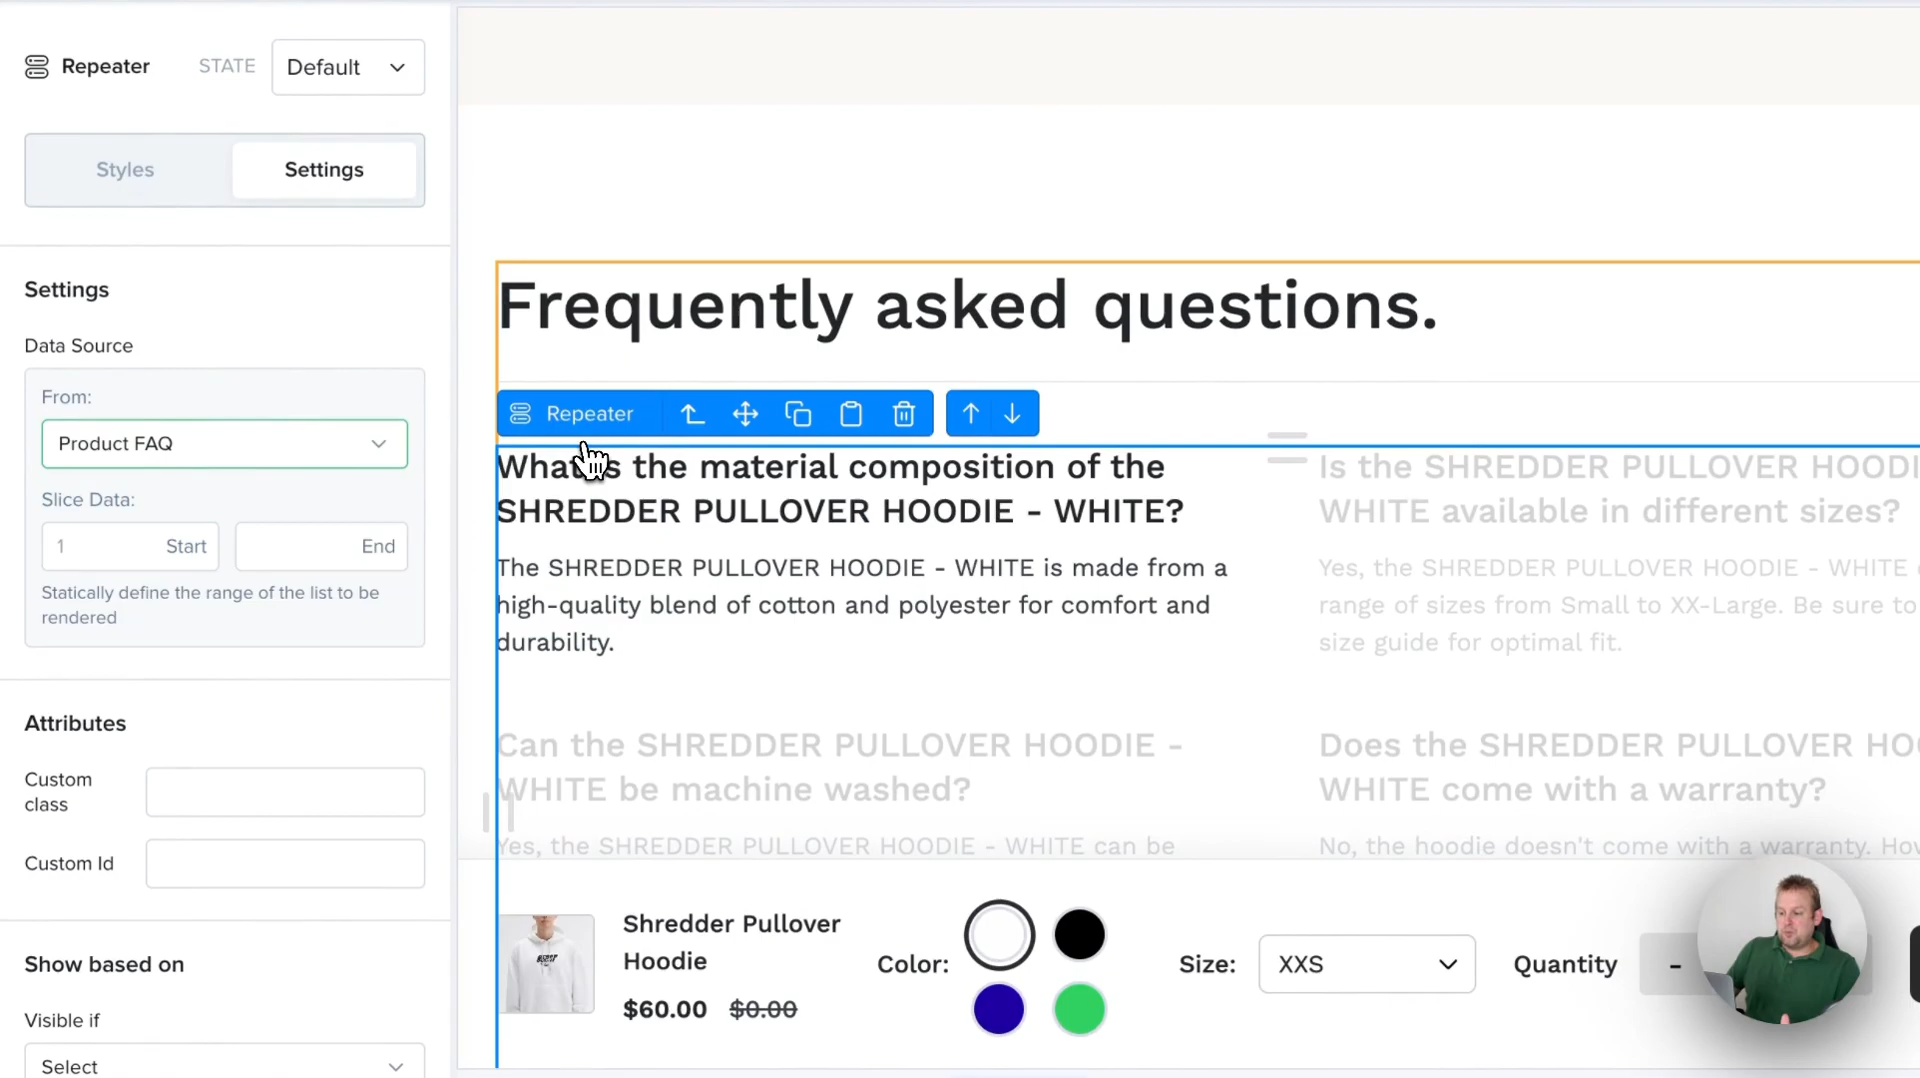 Repeater STATE Default
Styles Settings
Settings
Data Source
From:
Product FAQ
Slice Data:
1 Start End
Statically define the range of the list to be
rendered
Attributes
Custom
class
Custom Id
Show based on
Visible if
Select
Frequently asked questions.
Repeater
What is the material composition of the
SHREDDER PULLOVER HOODIE - WHITE?
The SHREDDER PULLOVER HOODIE - WHITE is made from a
high-quality blend of cotton and polyester for comfort and
durability.
Is the SHREDDER PULLOVER HOODI
WHITE available in different sizes?
Yes, the SHREDDER PULLOVER HOODIE - WHITE
range of sizes from Small to XX-Large. Be sure to
size guide for optimal fit.
Can the SHREDDER PULLOVER HOODIE -
WHITE be machine washed?
Yes, the SHREDDER PULLOVER HOODIE - WHITE can be
Does the SHREDDER PULLOVER HO
WHITE come with a warranty?
No, the hoodie doesn't come with a warranty. How
Shredder Pullover
Hoodie
$60.00 $0.00
Color:
Size: XXS
Quantity -